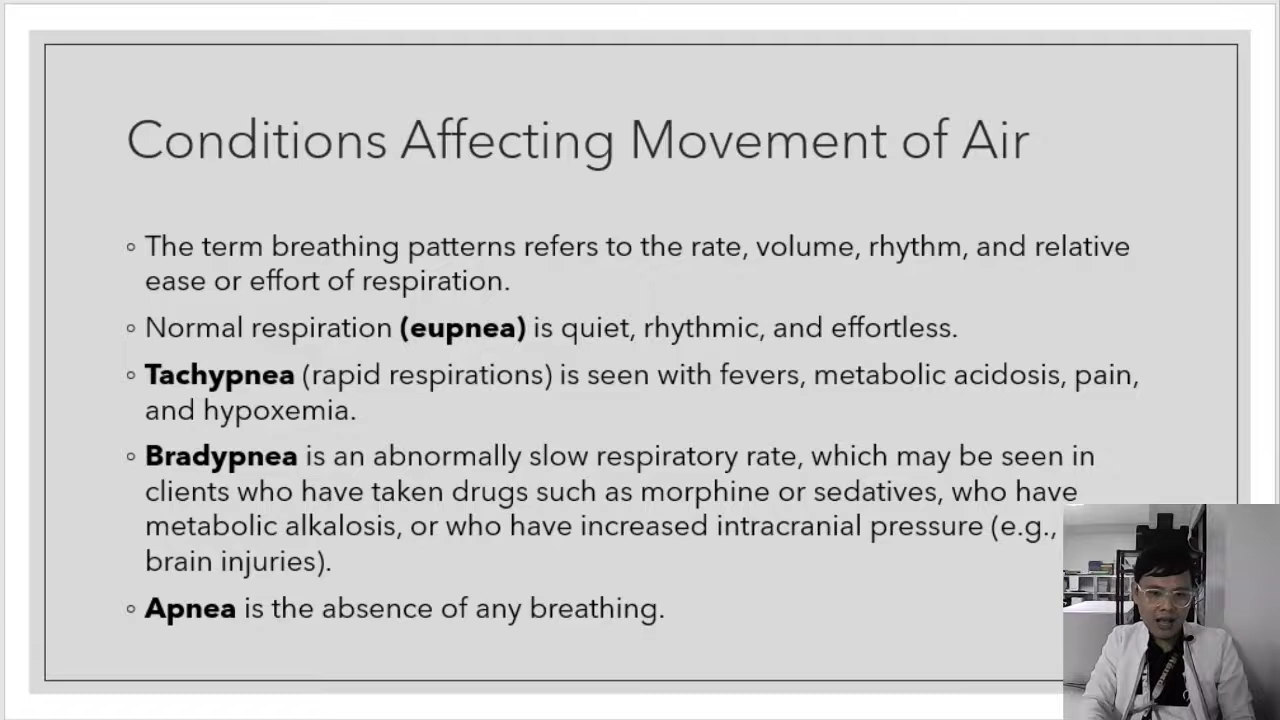 Conditions Affecting Movement of Air
◦ The term breathing patterns refers to the rate, volume, rhythm, and relative
ease or effort of respiration.
◦ Normal respiration (eupnea) is quiet, rhythmic, and effortless.
◦ Tachypnea (rapid respirations) is seen with fevers, metabolic acidosis, pain,
and hypoxemia.
◦ Bradypnea is an abnormally slow respiratory rate, which may be seen in
clients who have taken drugs such as morphine or sedatives, who have
metabolic alkalosis, or who have increased intracranial pressure (e.g.,
brain injuries).
◦ Apnea is the absence of any breathing.